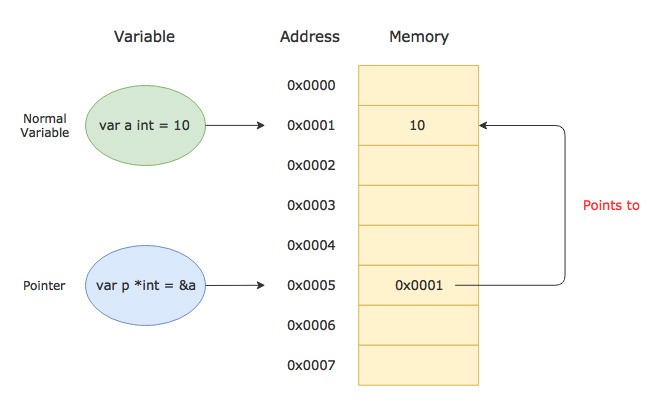 Variable Address Memory
0x0000
Normal
Variable
var a int = 10
0x0001
10
0x0002
0x0003
Points to
0x0004
Pointer
var p *int = &a
0x0005
0x0001
0x0006
0x0007